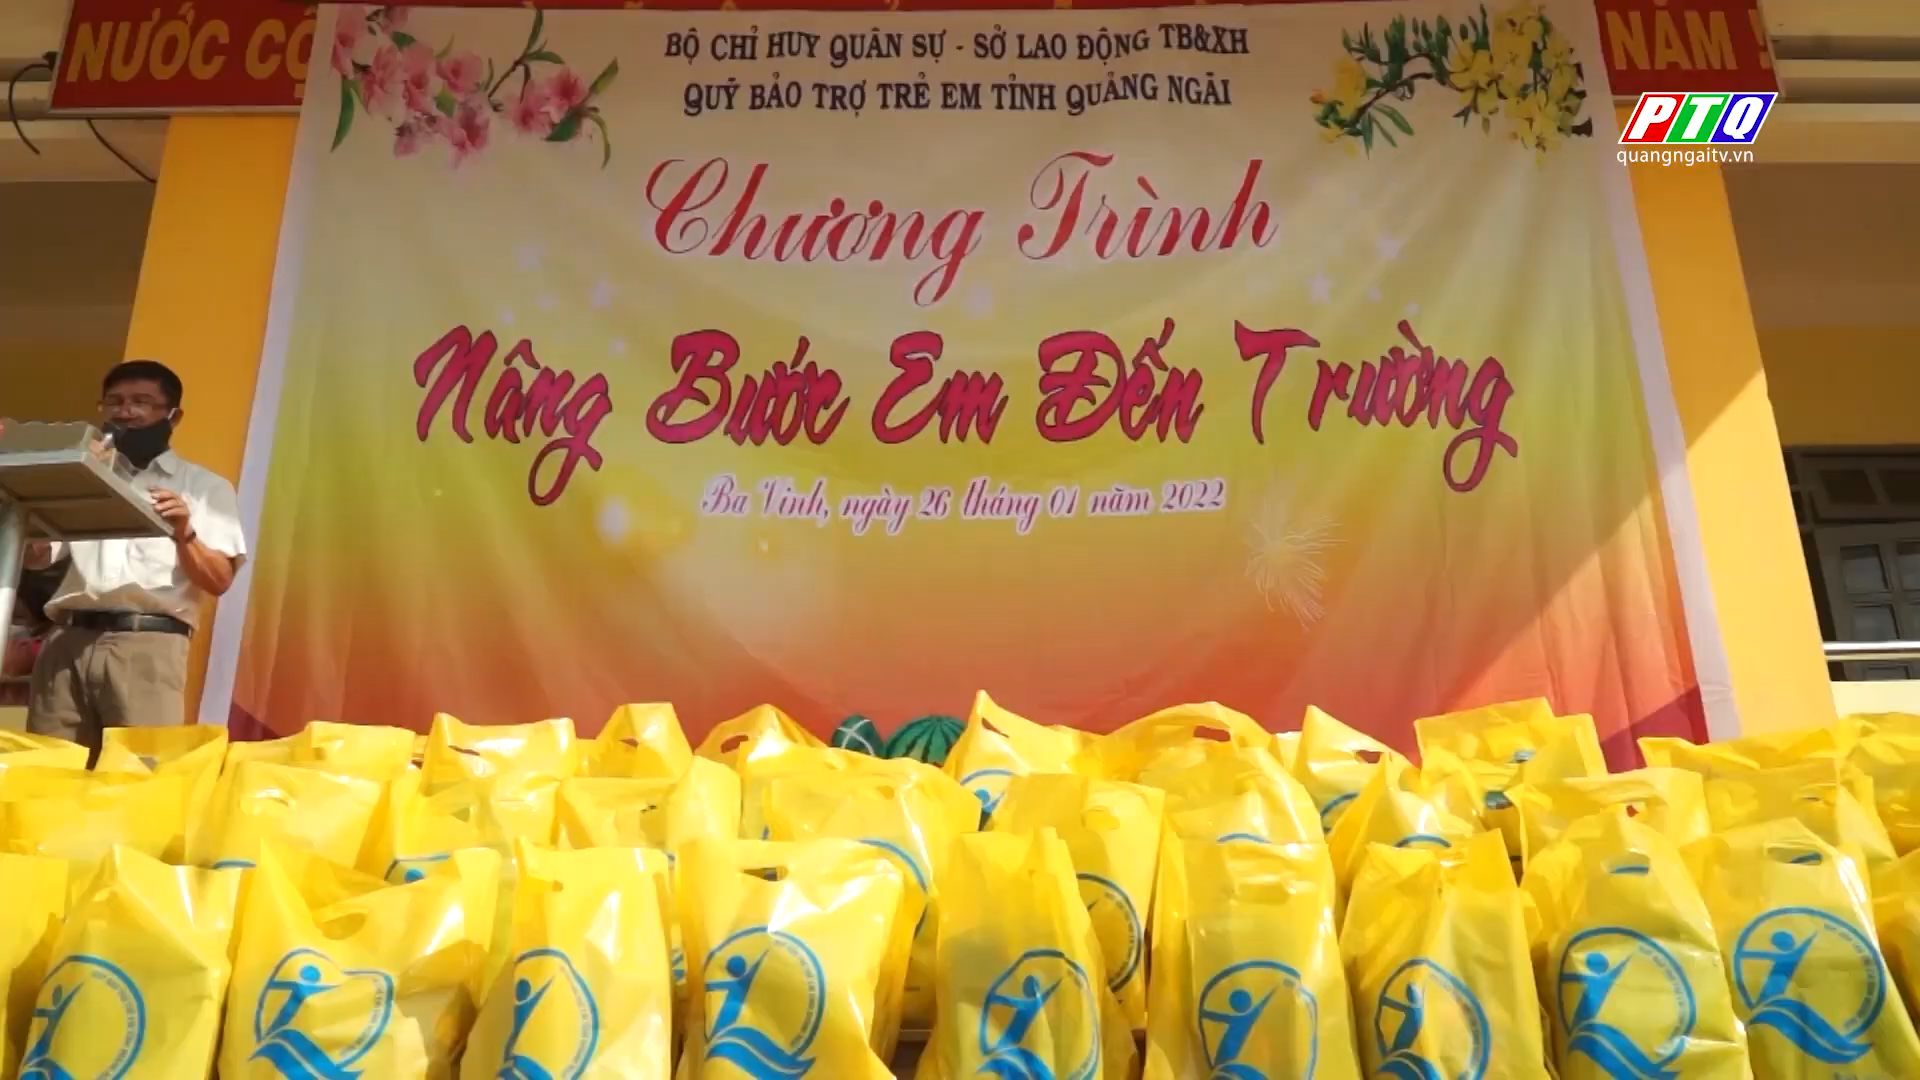 NƯỚC CỘ
NĂM !
BỘ CHỈ HUY QUÂN SỰ - SỞ LAO ĐỘNG TB&XH
QUỸ BẢO TRỢ TRẺ EM TỈNH QUẢNG NGÃI
PTQ
quangngaitv.vn
Chương Trình
Nâng Bước Em Đến Trường
Ba Vinh, ngày 26 tháng 01 năm 2022